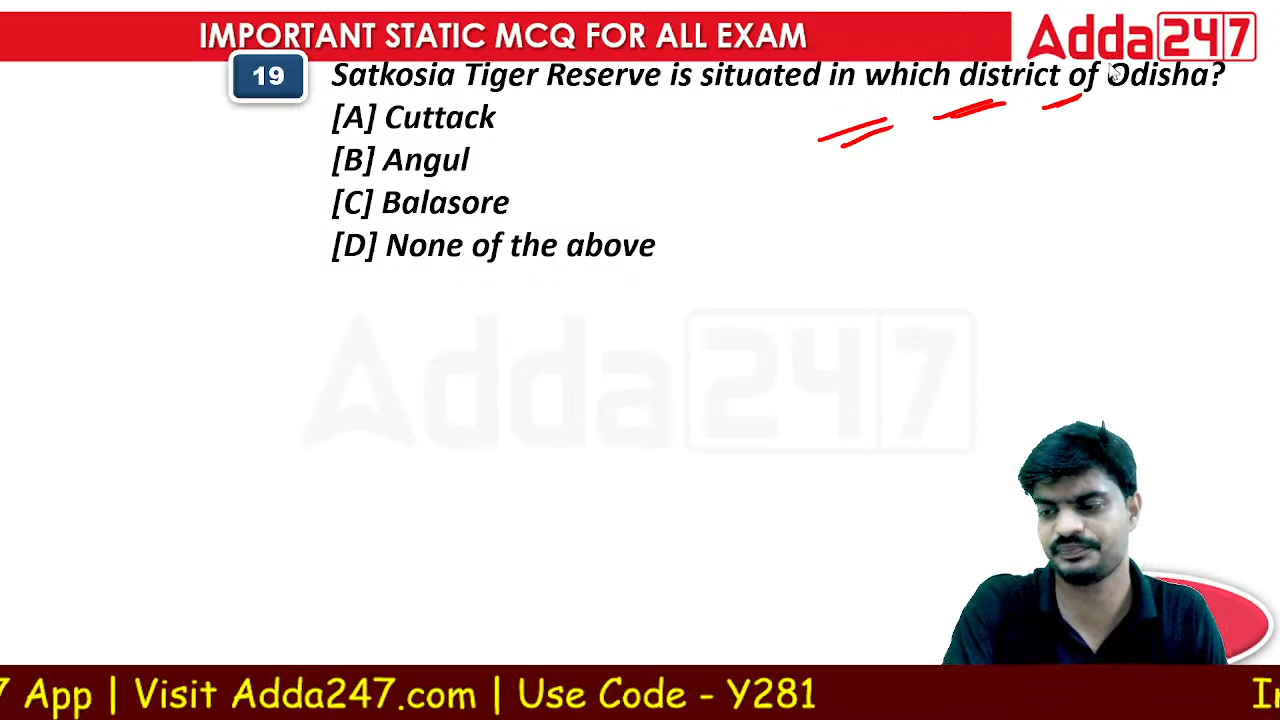 IMPORTANT STATIC MCQ FOR ALL EXAM
Adda247
19 Satkosia Tiger Reserve is situated in which district of Odisha?
[A] Cuttack
[B] Angul
[C] Balasore
[D] None of the above
Adda247
7 App | Visit Adda247.com | Use Code - Y281